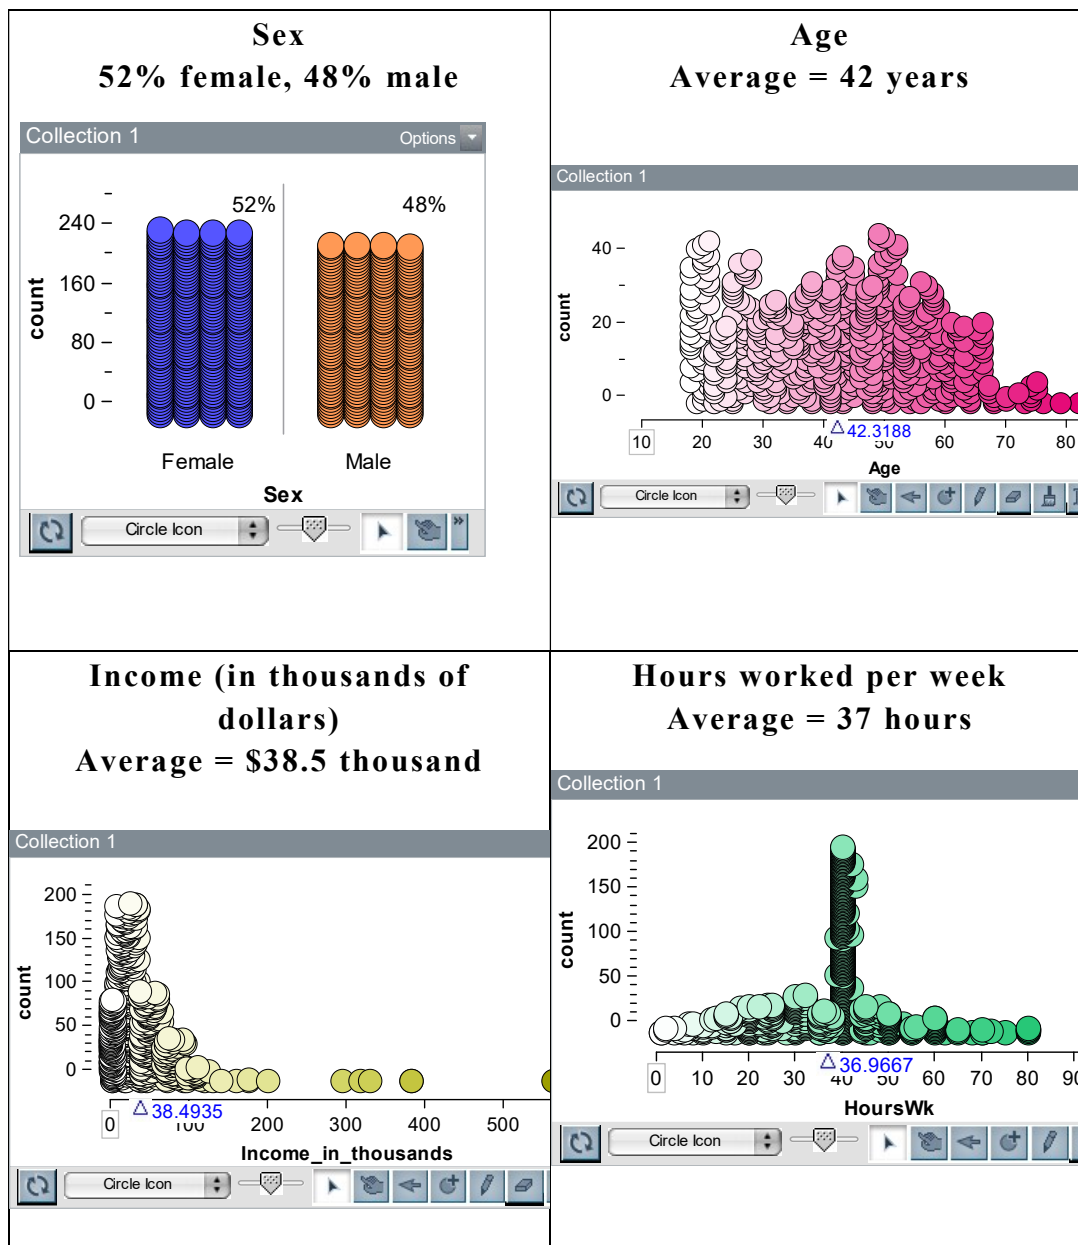 Sex
52% female, 48% male
Collection 1 Options
52% 48%
240
160
80
0
count
Female Male
Sex
Circle Icon
Age
Average = 42 years
Collection 1
40
20
0
count
42.3188
10 20 30 40 50 60 70 80
Age
Circle Icon
Income (in thousands of
dollars)
Average = $38.5 thousand
Collection 1
200
150
100
50
0
count
38.4935
0 100 200 300 400 500
Income_in_thousands
Circle Icon
Hours worked per week
Average = 37 hours
Collection 1
200
150
100
50
0
count
36.9667
0 10 20 30 40 50 60 70 80 90
HoursWk
Circle Icon